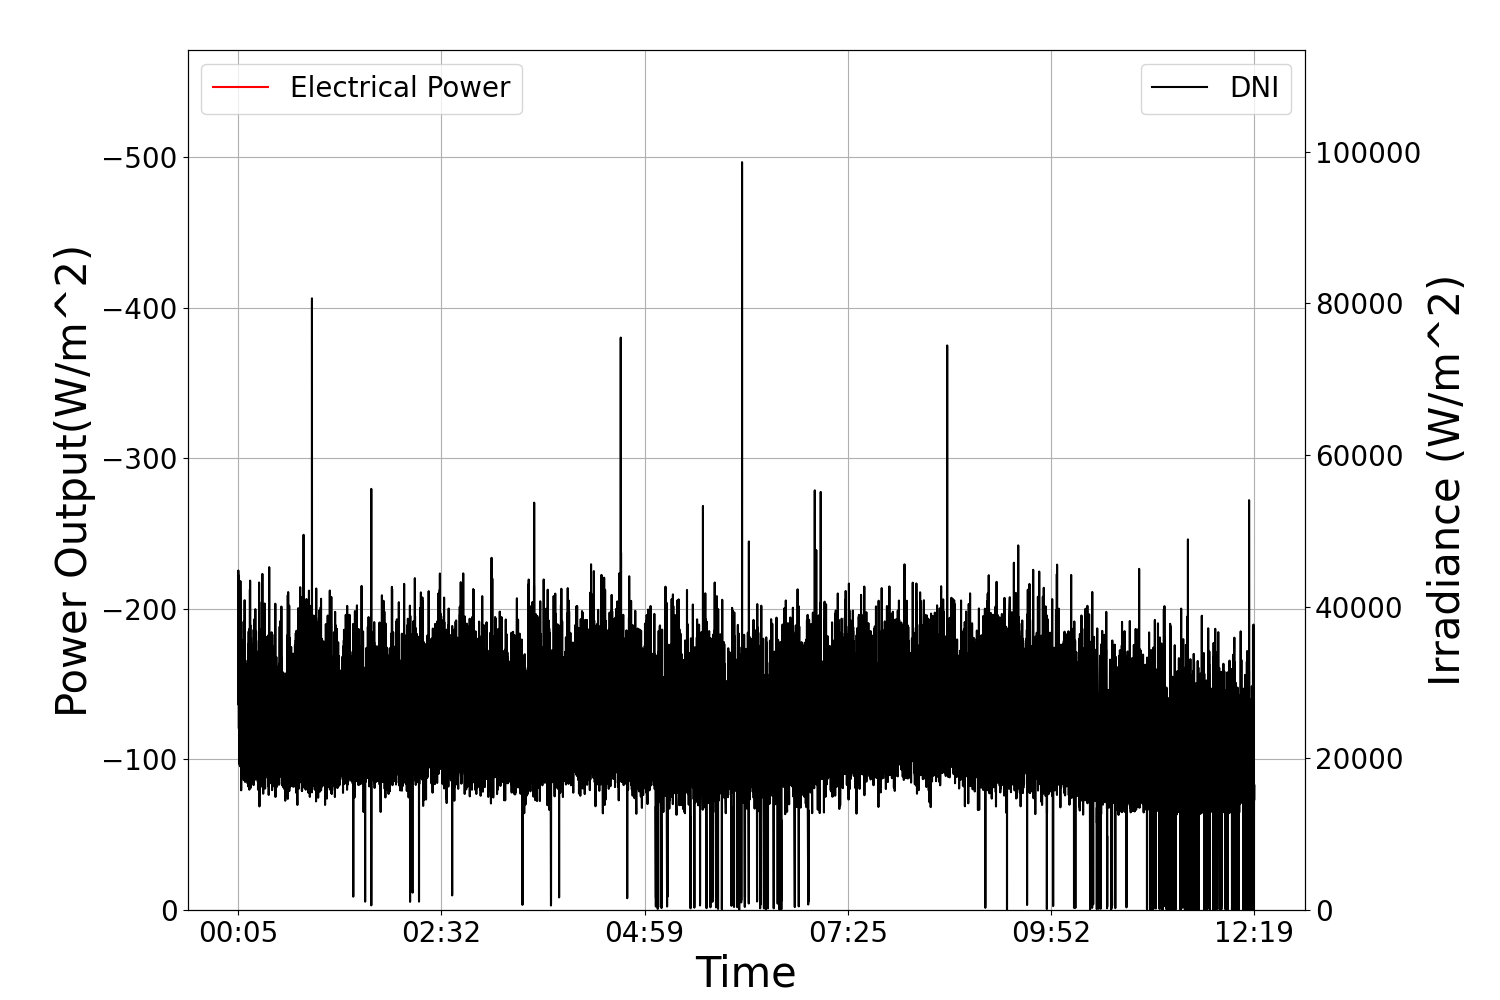 Electrical Power
DNI
Power Output(W/m^2)
−500
−400
−300
−200
−100
0
100000
80000
60000
40000
20000
0
Irradiance (W/m^2)
00:05 02:32 04:59 07:25 09:52 12:19
Time